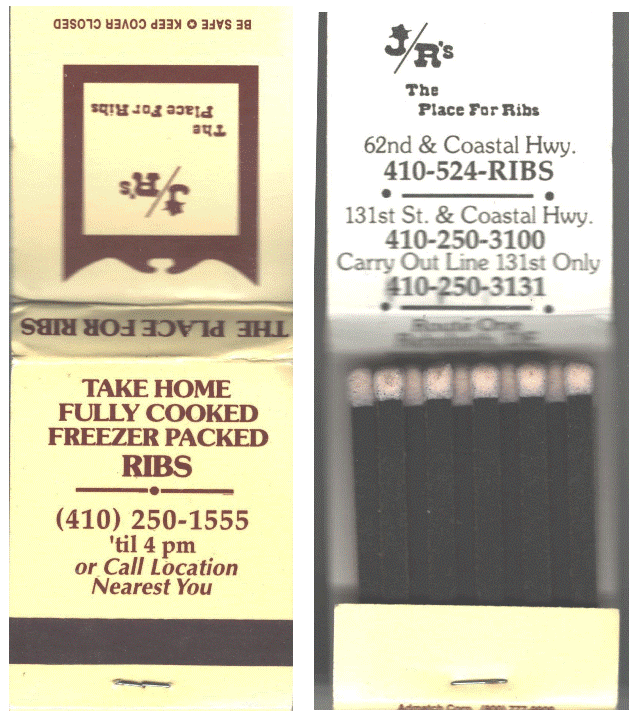 BE SAFE ✪ KEEP COVER CLOSED
J/R's
The
Place For Ribs
THE PLACE FOR RIBS
TAKE HOME
FULLY COOKED
FREEZER PACKED
RIBS
(410) 250-1555
'til 4 pm
or Call Location
Nearest You
J/R's
The
Place For Ribs
62nd & Coastal Hwy.
410-524-RIBS
131st St. & Coastal Hwy.
410-250-3100
Carry Out Line 131st Only
410-250-3131
Route One